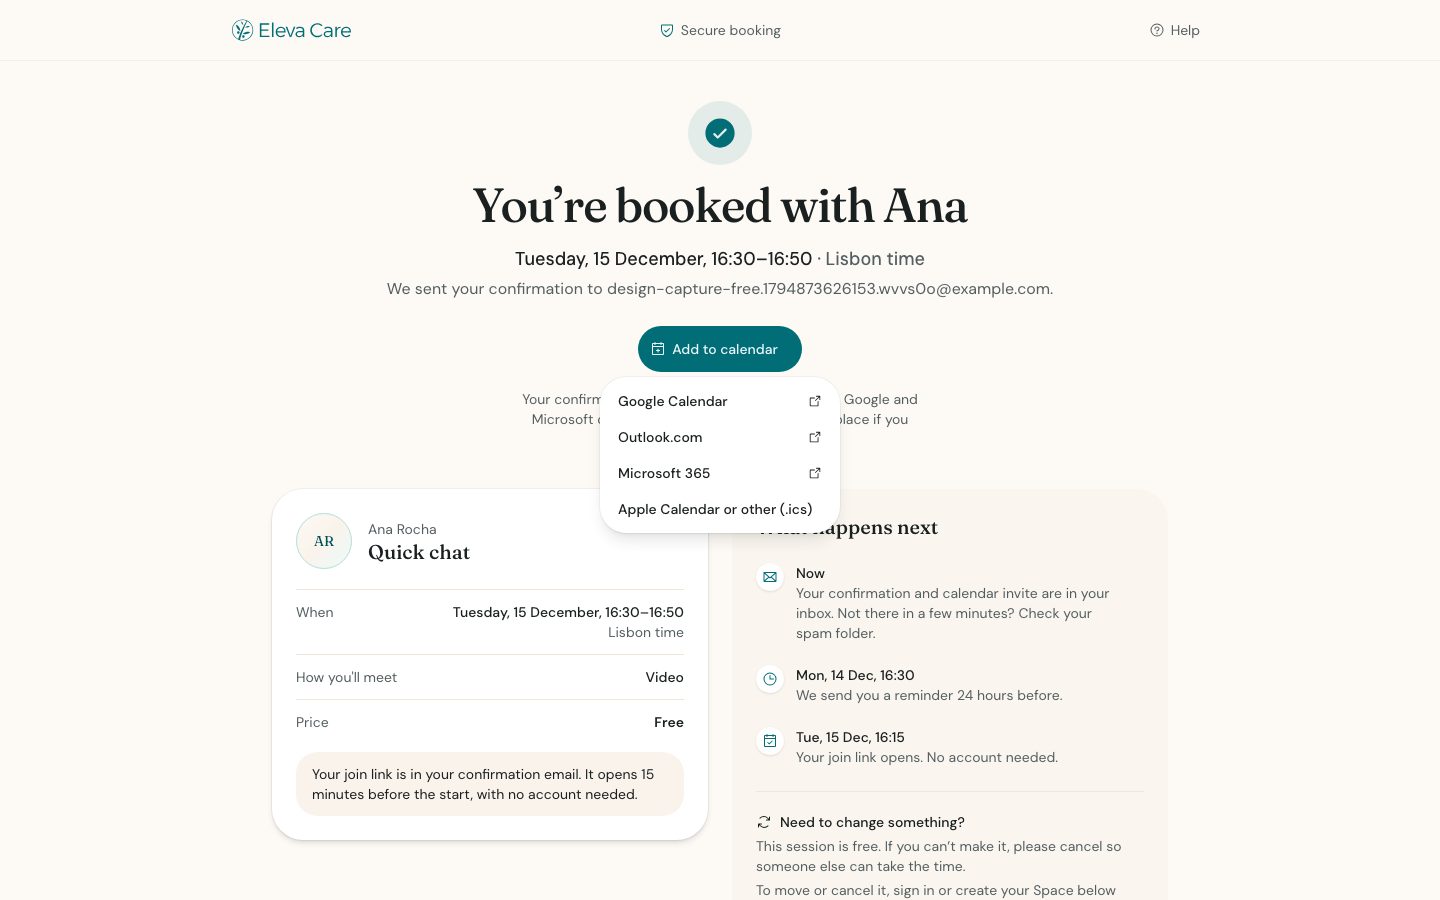 Eleva Care
Secure booking
Help
You're booked with Ana
Tuesday, 15 December, 16:30–16:50 · Lisbon time
We sent your confirmation to design-capture-free.1794873626153.wvvs0o@example.com.
Add to calendar
Your Google and
Microsoft if you
Google Calendar
Outlook.com
Microsoft 365
Apple Calendar or other (.ics)
Ana Rocha
AR
Quick chat
When
Tuesday, 15 December, 16:30–16:50
Lisbon time
How you'll meet
Video
Price
Free
Your join link is in your confirmation email. It opens 15
minutes before the start, with no account needed.
happens next
Now
Your confirmation and calendar invite are in your
inbox. Not there in a few minutes? Check your
spam folder.
Mon, 14 Dec, 16:30
We send you a reminder 24 hours before.
Tue, 15 Dec, 16:15
Your join link opens. No account needed.
Need to change something?
This session is free. If you can't make it, please cancel so
someone else can take the time.
To move or cancel it, sign in or create your Space below